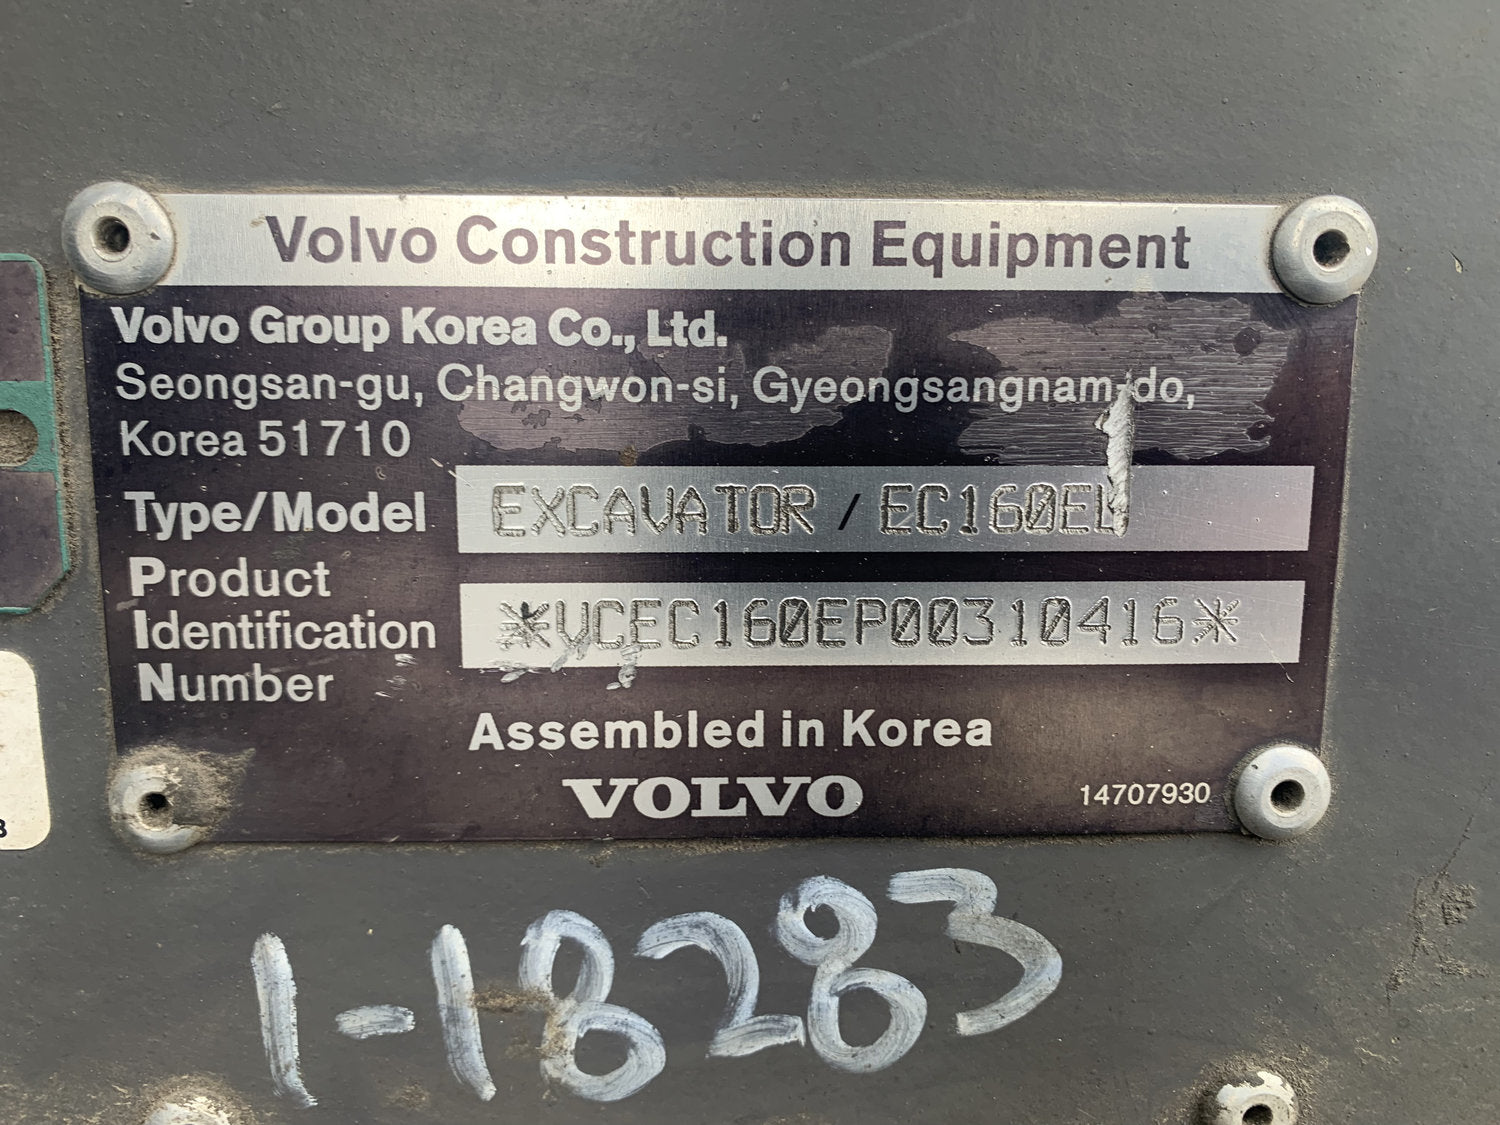 Volvo Construction Equipment
Volvo Group Korea Co., Ltd.
Seongsan-gu, Changwon-si, Gyeongsangnam-do,
Korea 51710
Type/Model EXCAVATOR / EC160EL
Product
Identification
Number
*VCEC160EP00310416*
Assembled in Korea
VOLVO
14707930
1-18283